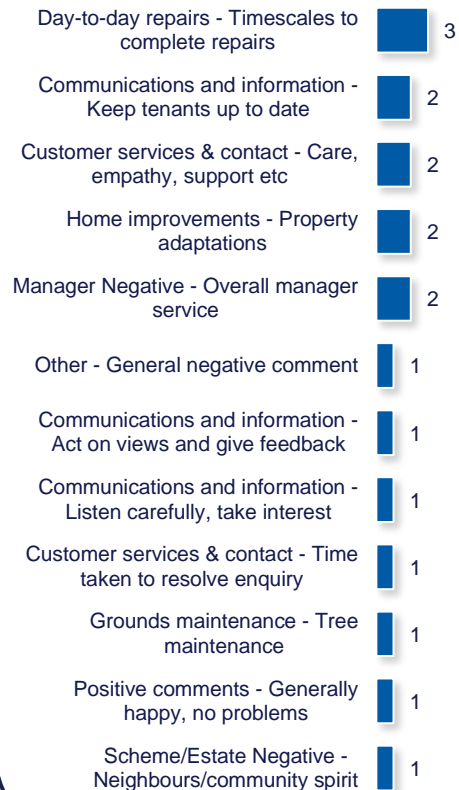 Day-to-day repairs - Timescales to
complete repairs
3
Communications and information -
Keep tenants up to date
2
Customer services & contact - Care,
empathy, support etc
2
Home improvements - Property
adaptations
2
Manager Negative - Overall manager
service
2
Other - General negative comment
1
Communications and information -
Act on views and give feedback
1
Communications and information -
Listen carefully, take interest
1
Customer services & contact - Time
taken to resolve enquiry
1
Grounds maintenance - Tree
maintenance
1
Positive comments - Generally
happy, no problems
1
Scheme/Estate Negative -
Neighbours/community spirit
1